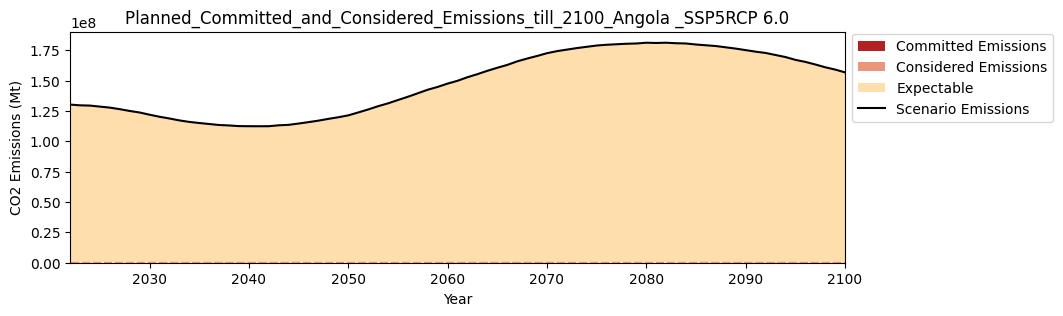 Planned_Committed_and_Considered_Emissions_till_2100_Angola _SSP5RCP 6.0
1e8
Committed Emissions
Considered Emissions
Expectable
Scenario Emissions
1.75
1.50
1.25
1.00
0.75
0.50
0.25
0.00
CO2 Emissions (Mt)
2030
2040
2050
2060
2070
2080
2090
2100
Year